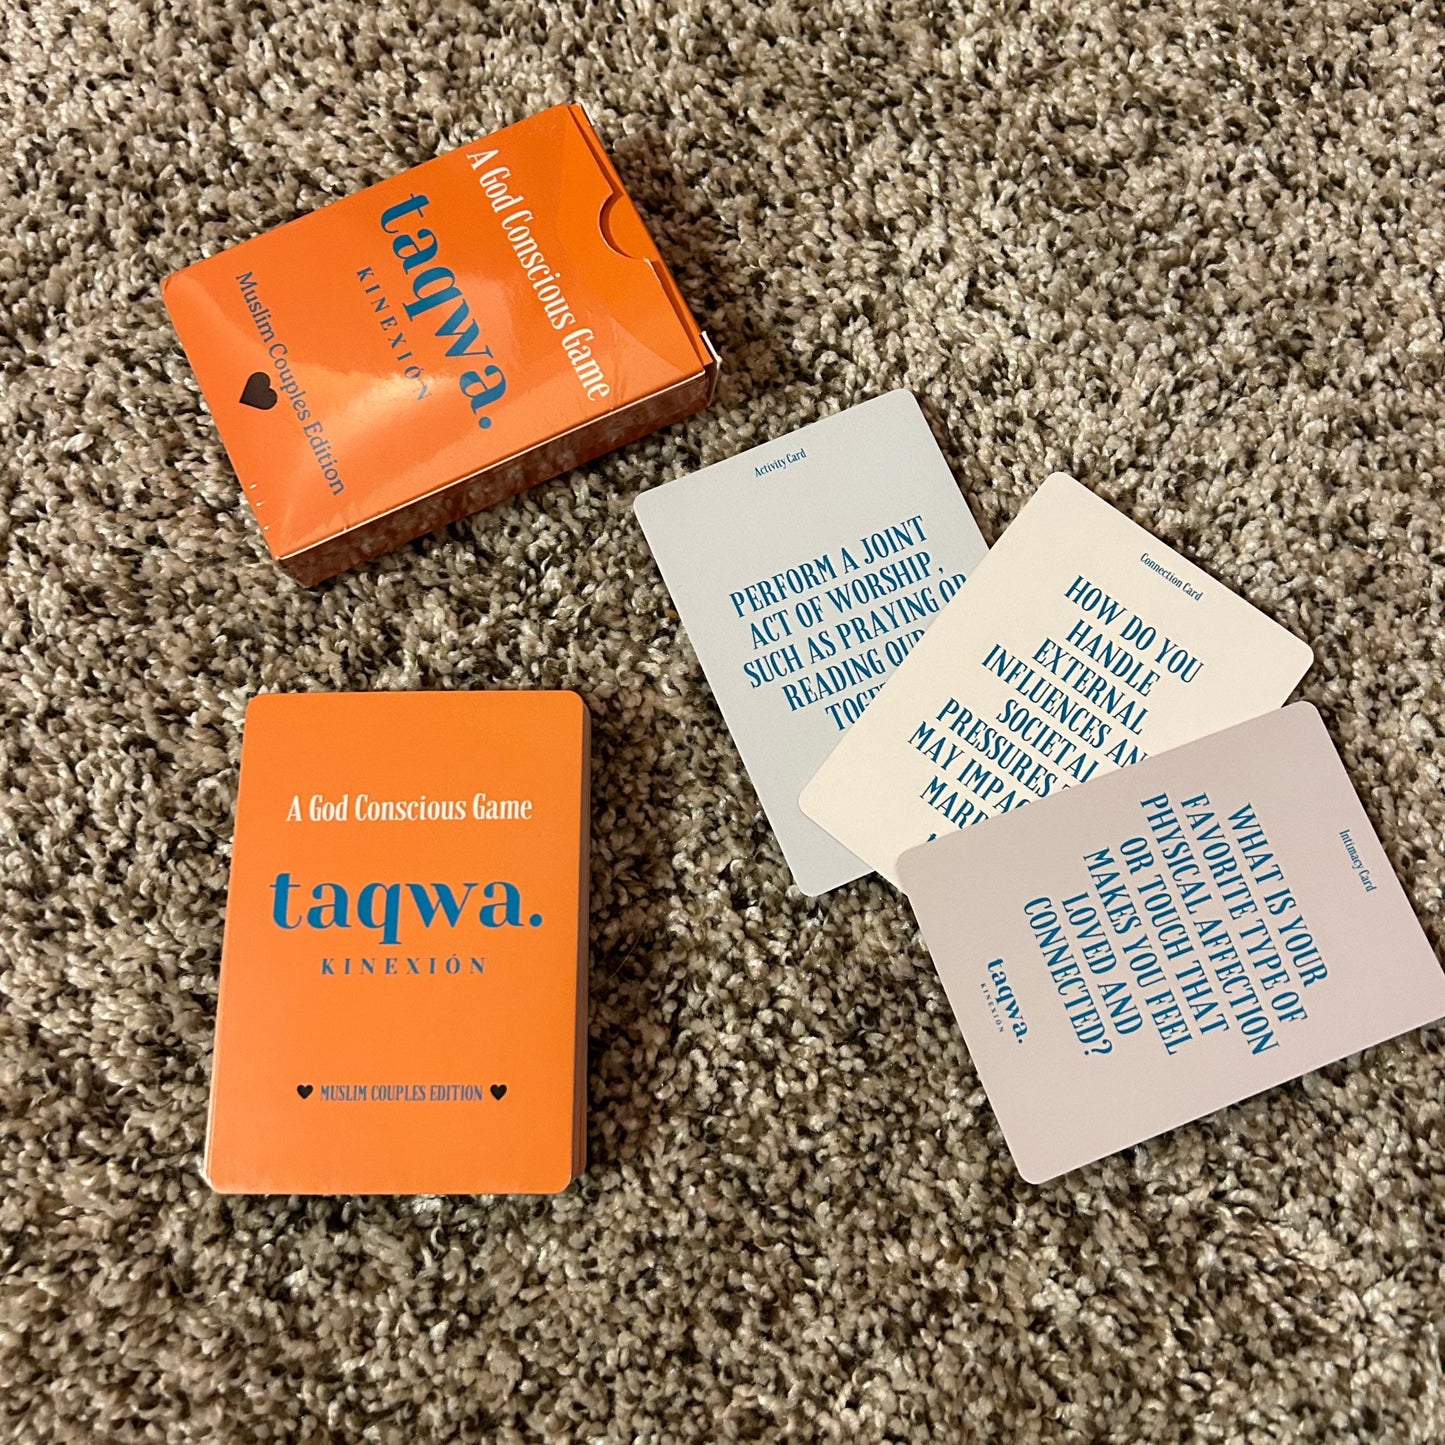 A God Conscious Game
taqwa.
KINEXIÓN
Muslim Couples Edition
A God Conscious Game
taqwa.
KINEXIÓN
MUSLIM COUPLES EDITION
Activity Card
PERFORM A JOINT
ACT OF WORSHIP ,
SUCH AS PRAYING OR
READING
Connection Card
HOW DO YOU
HANDLE
EXTERNAL
INFLUENCES
SOCIETAL
PRESSURES
MAY
Intimacy Card
WHAT IS YOUR
FAVORITE TYPE OF
PHYSICAL AFFECTION
OR TOUCH THAT
MAKES YOU FEEL
LOVED AND
CONNECTED?
taqwa.
KINEXIÓN